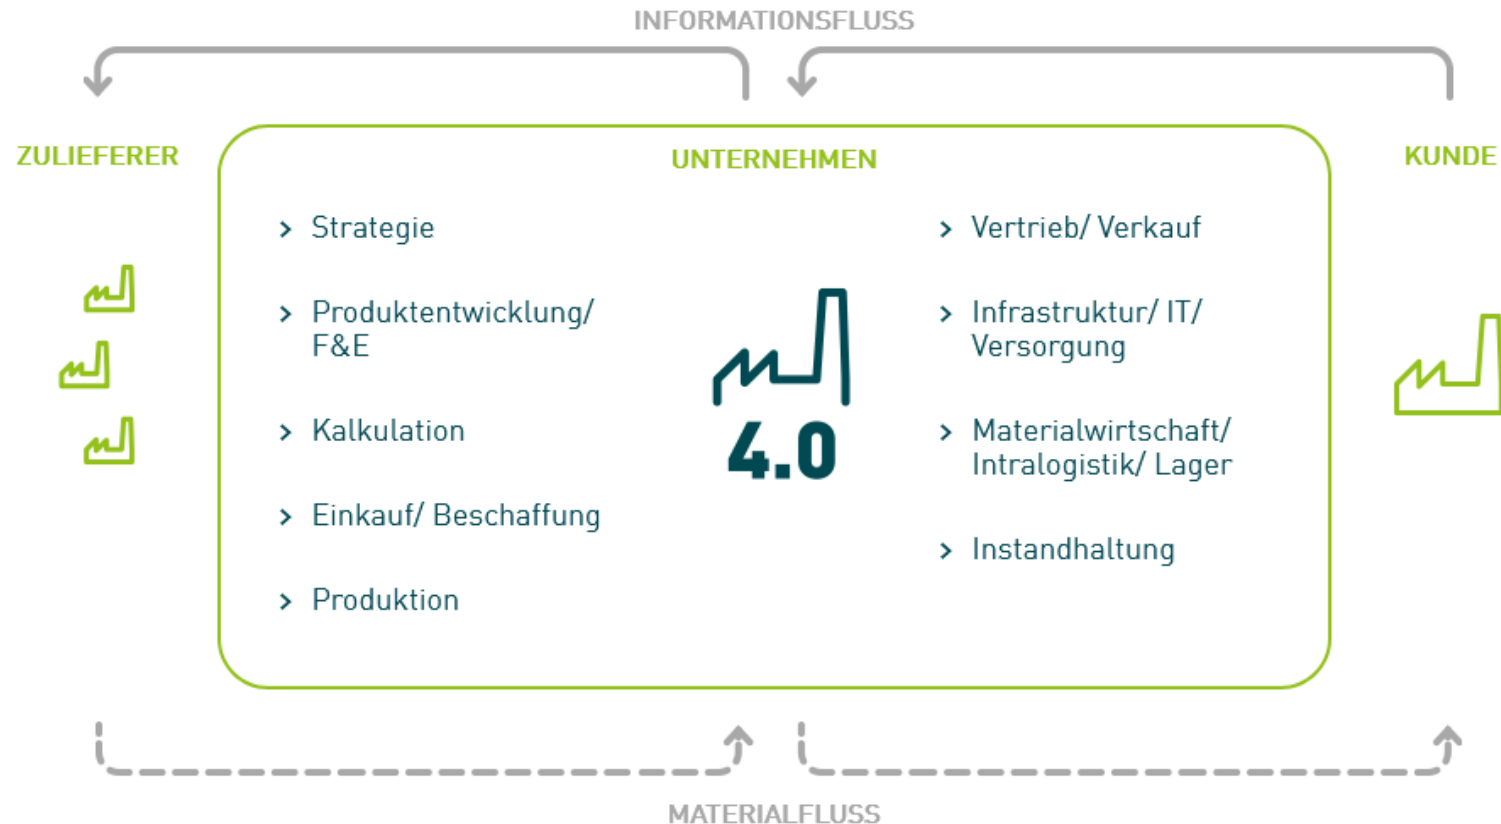 INFORMATIONSFLUSS
ZULIEFERER
UNTERNEHMEN
KUNDE
> Strategie
> Produktentwicklung/
F&E
> Kalkulation
> Einkauf/ Beschaffung
> Produktion
4.0
> Vertrieb/ Verkauf
> Infrastruktur/ IT/
Versorgung
> Materialwirtschaft/
Intralogistik/ Lager
> Instandhaltung
MATERIALFLUSS